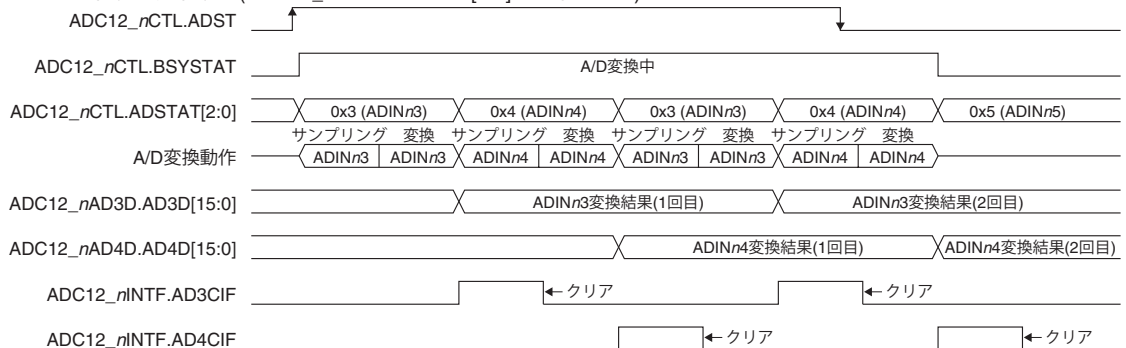 ADC12_nCTL.ADST
ADC12_nCTL.BSYSTAT
A/D変換中
ADC12_nCTL.ADSTAT[2:0]
0x3 (ADINn3) 0x4 (ADINn4) 0x3 (ADINn3) 0x4 (ADINn4) 0x5 (ADINn5)
サンプリング 変換 サンプリング 変換 サンプリング 変換 サンプリング 変換
A/D変換動作
ADINn3 ADINn3 ADINn4 ADINn4 ADINn3 ADINn3 ADINn4 ADINn4
ADC12_nAD3D.AD3D[15:0]
ADINn3変換結果(1回目) ADINn3変換結果(2回目)
ADC12_nAD4D.AD4D[15:0]
ADINn4変換結果(1回目) ADINn4変換結果(2回目)
ADC12_nINTF.AD3CIF
クリア クリア
ADC12_nINTF.AD4CIF
クリア クリア